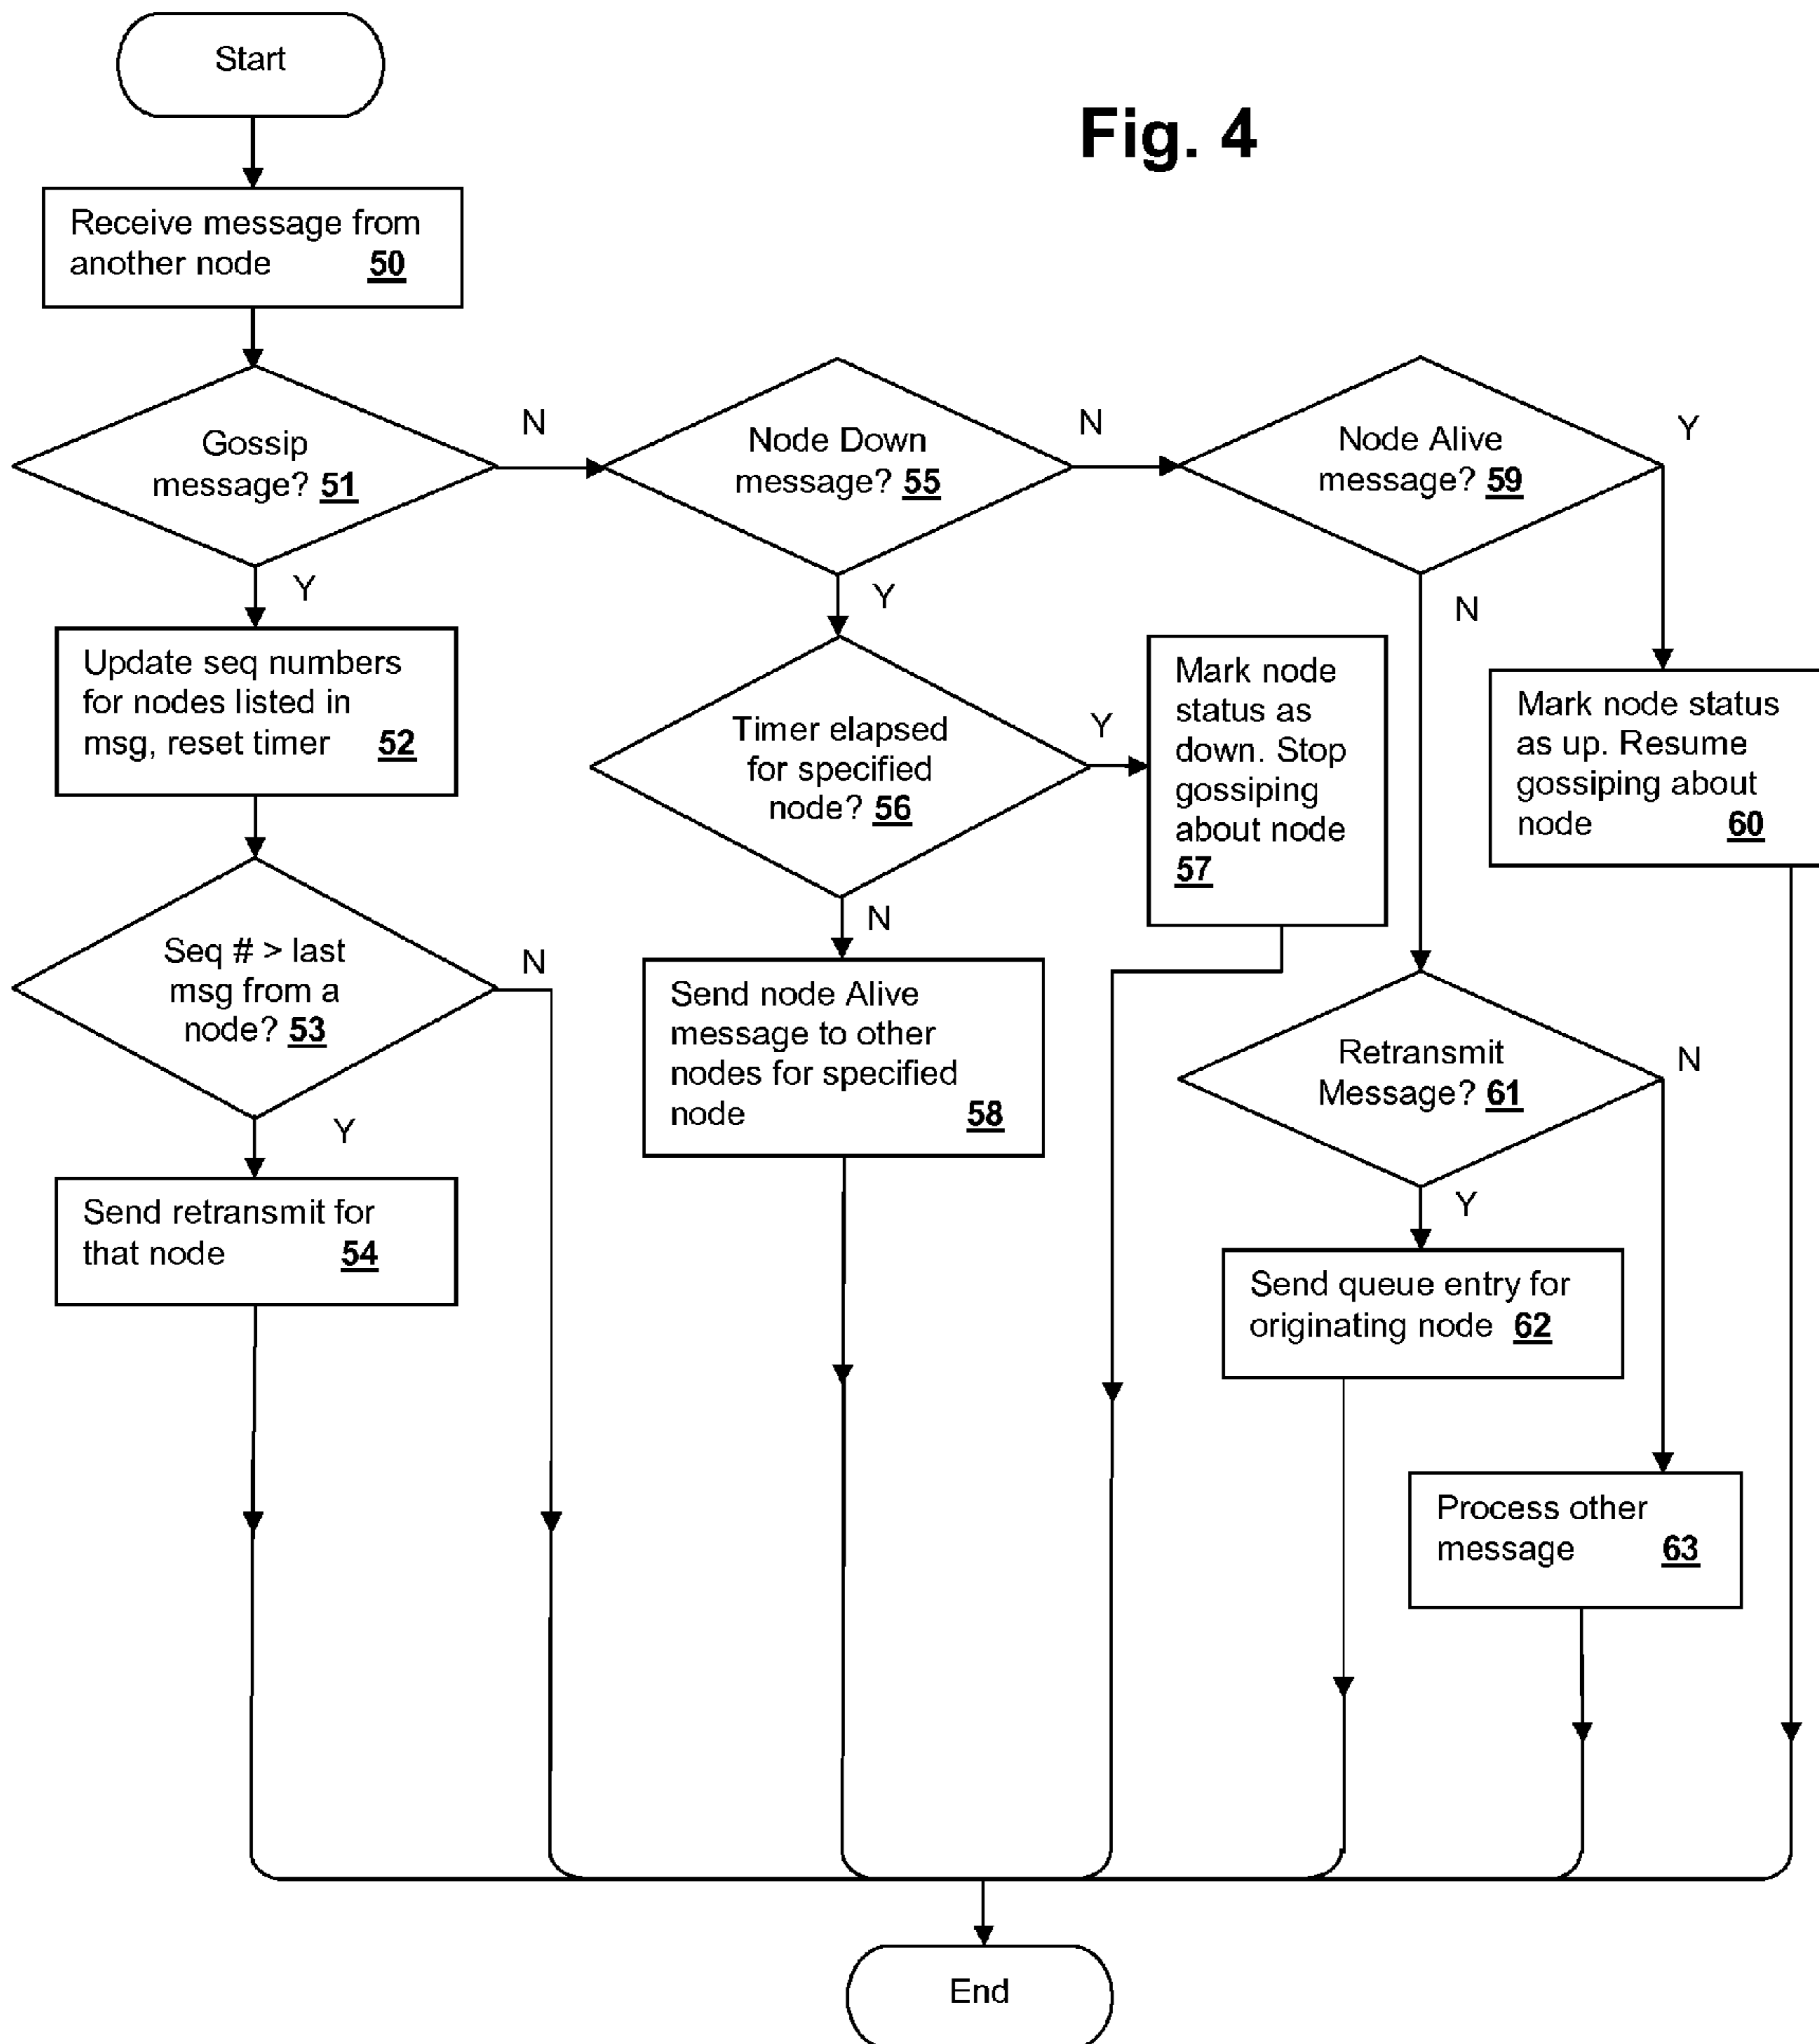 Start
Fig. 4
Receive message from
another node 50
Gossip
message? 51
N
Node Down
message? 55
N
Node Alive
message? 59
Y
Y
Y
N
Update seq numbers
for nodes listed in
msg, reset timer 52
Timer elapsed
for specified
node? 56
Y
Mark node
status as
down. Stop
gossiping
about node
57
Mark node status
as up. Resume
gossiping about
node 60
N
Seq # > last
msg from a
node? 53
N
Send node Alive
message to other
nodes for specified
node 58
Retransmit
Message? 61
N
Y
Y
Send retransmit for
that node 54
Send queue entry for
originating node 62
Process other
message 63
End